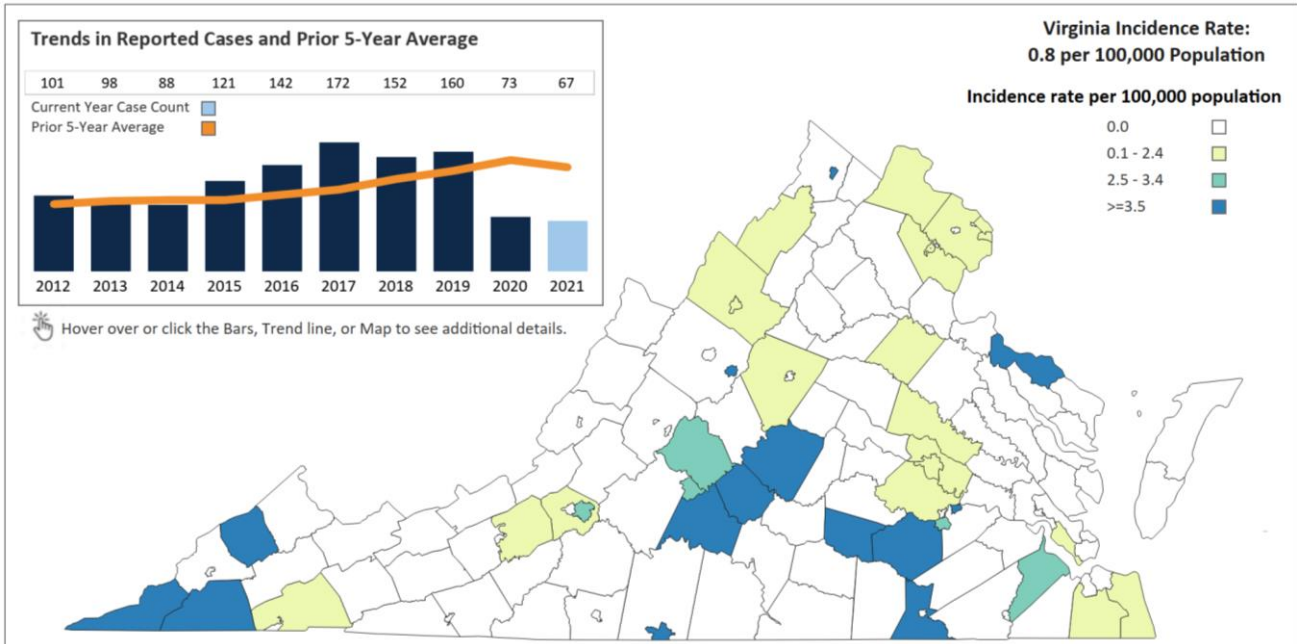 Trends in Reported Cases and Prior 5-Year Average
101 98 88 121 142 172 152 160 73 67
Current Year Case Count
Prior 5-Year Average
2012 2013 2014 2015 2016 2017 2018 2019 2020 2021
Hover over or click the Bars, Trend line, or Map to see additional details.
Virginia Incidence Rate:
0.8 per 100,000 Population
Incidence rate per 100,000 population
0.0
0.1 - 2.4
2.5 - 3.4
>=3.5